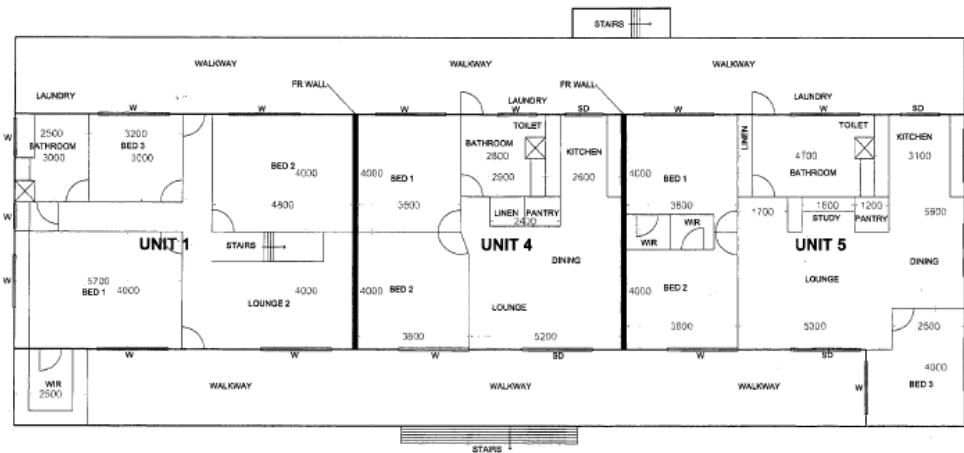 STAIRS
WALKWAY
WALKWAY
WALKWAY
FR WALL
FR WALL
LAUNDRY
LAUNDRY
LAUNDRY
W
W
W
W
SD
W
W
SD
W
2500
BATHROOM
3000
3200
BED 3
3000
BED 2
4000
4800
4000
BED 1
3600
BATHROOM
2800
2900
TOILET
KITCHEN
2600
LINEN
PANTRY
2400
4000
BED 1
3800
LINEN
TOILET
4700
BATHROOM
KITCHEN
3100
1700
1800
STUDY
1200
PANTRY
5600
WIR
WIR
W
UNIT 1
STAIRS
UNIT 4
UNIT 5
DINING
DINING
W
5700
BED 1
4000
LOUNGE 2
4000
4000
BED 2
3800
LOUNGE
5200
4000
BED 2
3800
LOUNGE
5300
2500
W
W
W
SD
W
SD
WIR
2500
WALKWAY
WALKWAY
WALKWAY
W
4000
BED 3
STAIRS